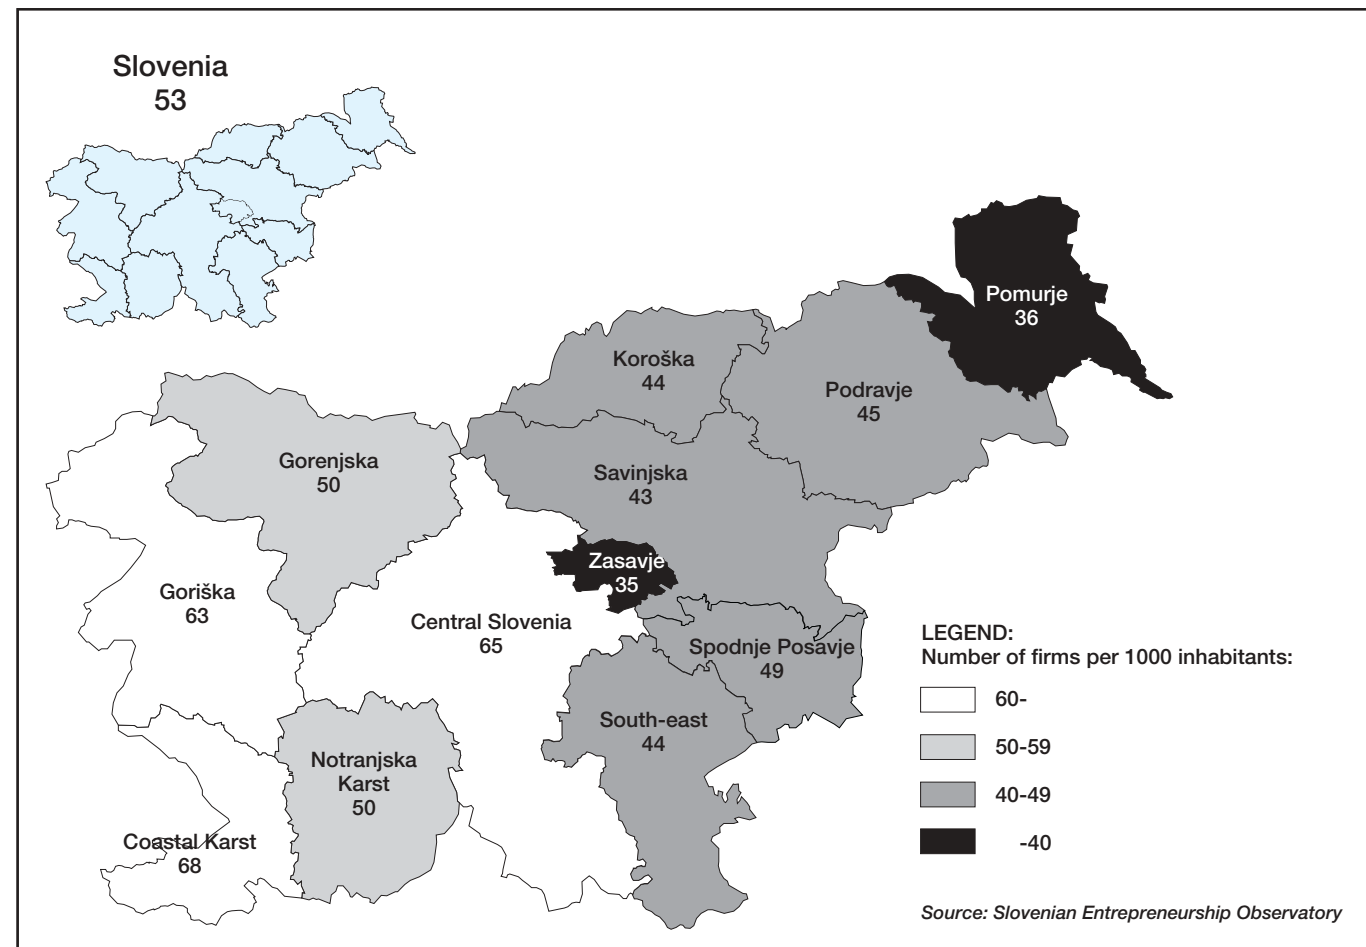 Slovenia
53
Pomurje
36
Koroška
44
Podravje
45
Gorenjska
50
Savinjska
43
Zasavje
35
Goriška
63
Central Slovenia
65
Spodnje Posavje
49
South-east
44
Notranjska
Karst
50
Coastal Karst
68
LEGEND:
Number of firms per 1000 inhabitants:
60-
50-59
40-49
-40
Source: Slovenian Entrepreneurship Observatory